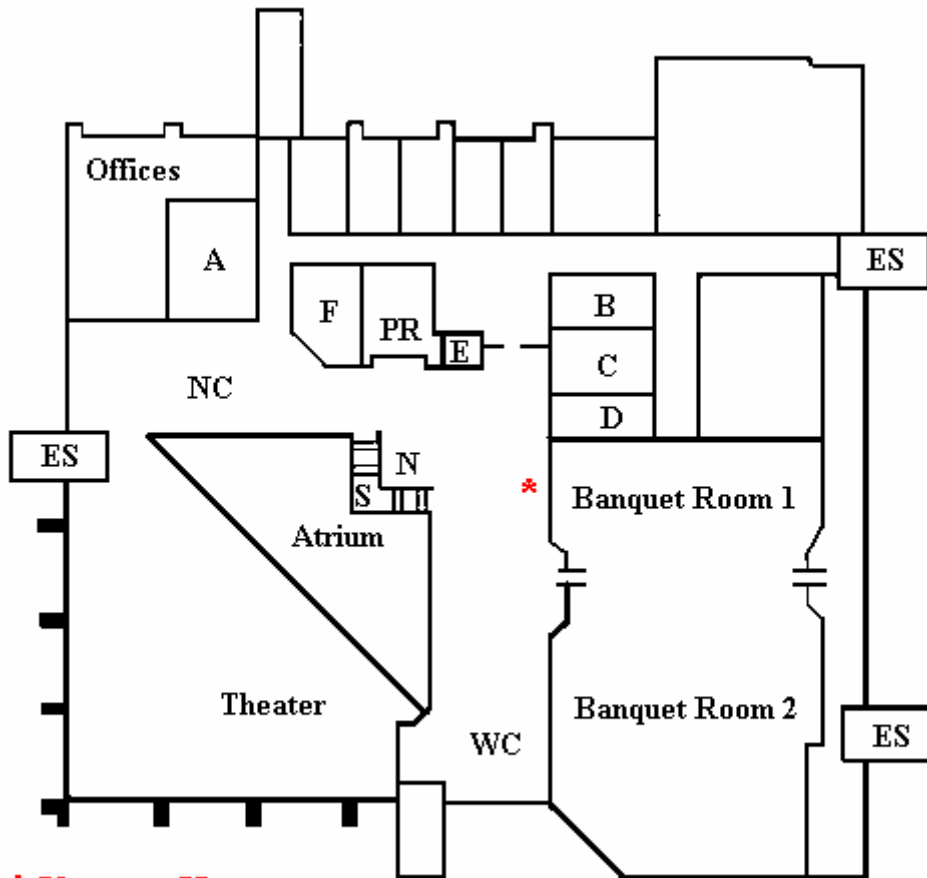 Offices
A
ES
F
PR
E
B
C
D
NC
ES
N
S
*
Banquet Room 1
Atrium
Theater
Banquet Room 2
WC
ES